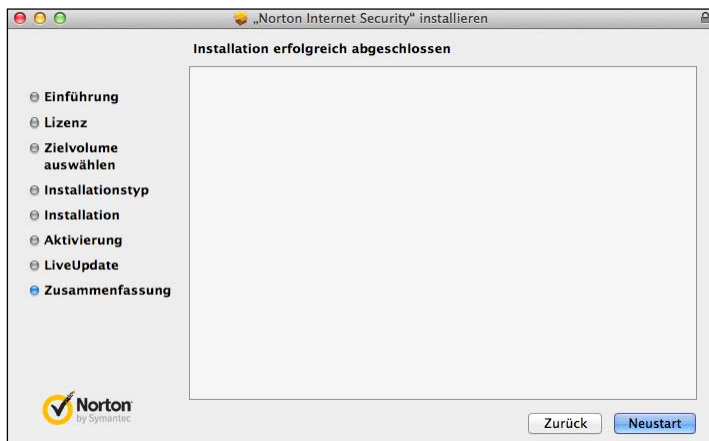 „Norton Internet Security“ installieren
Installation erfolgreich abgeschlossen
Einführung
Lizenz
Zielvolume
auswählen
Installationstyp
Installation
Aktivierung
LiveUpdate
Zusammenfassung
Norton
by Symantec
Zurück
Neustart